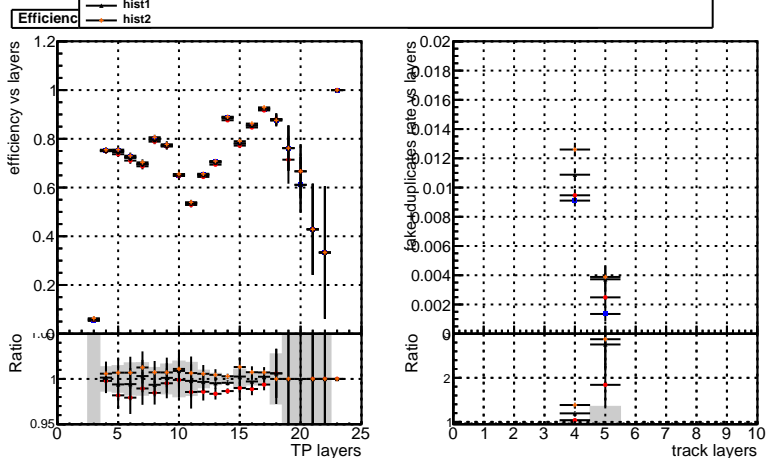 hist1
Efficienc
hist2
1.2
1
0.8
0.6
0.4
0.2
efficiency vs layers
Ratio
1
0.95
0 5 10 15 20 25
TP layers
0.02
0.018
0.016
0.014
0.012
0.01
0.008
0.006
0.004
0.002
fake+duplicates rate vs layers
Ratio
2
1
0 1 2 3 4 5 6 7 8 9 10
track layers